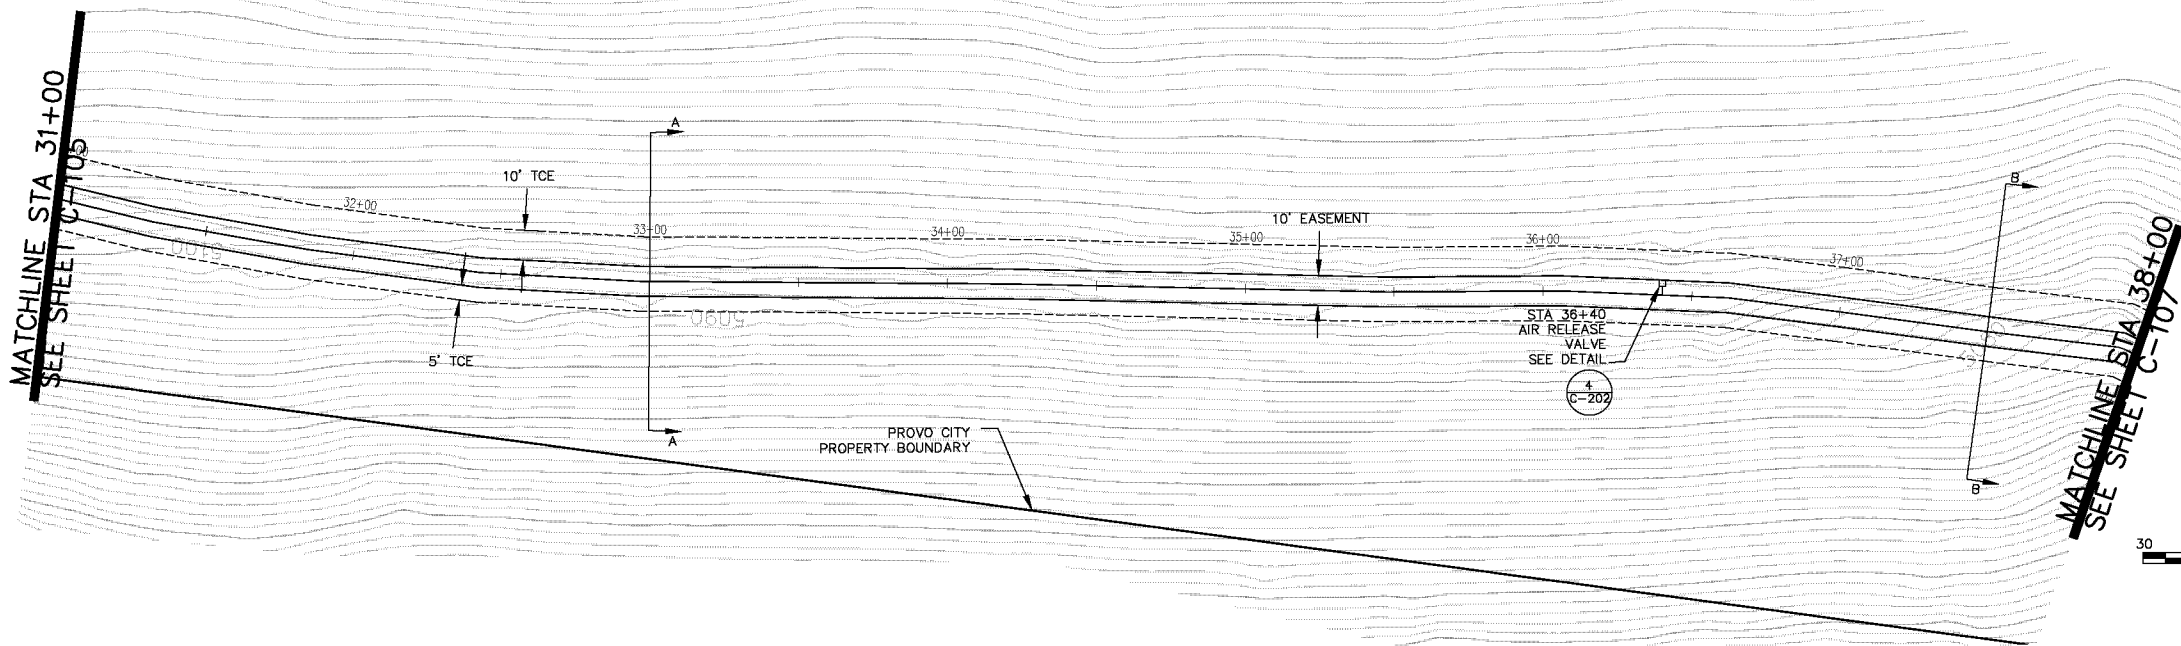 MATCHLINE STA 31+00
SEE SHEET C-105
32+00
10' TCE
5' TCE
A
33+00
A
34+00
35+00
10' EASEMENT
36+00
37+00
STA 36+40
AIR RELEASE
VALVE
SEE DETAIL
4
C-202
PROVO CITY
PROPERTY BOUNDARY
5100
5090
B
B
MATCHLINE STA 38+00
SEE SHEET C-107
30